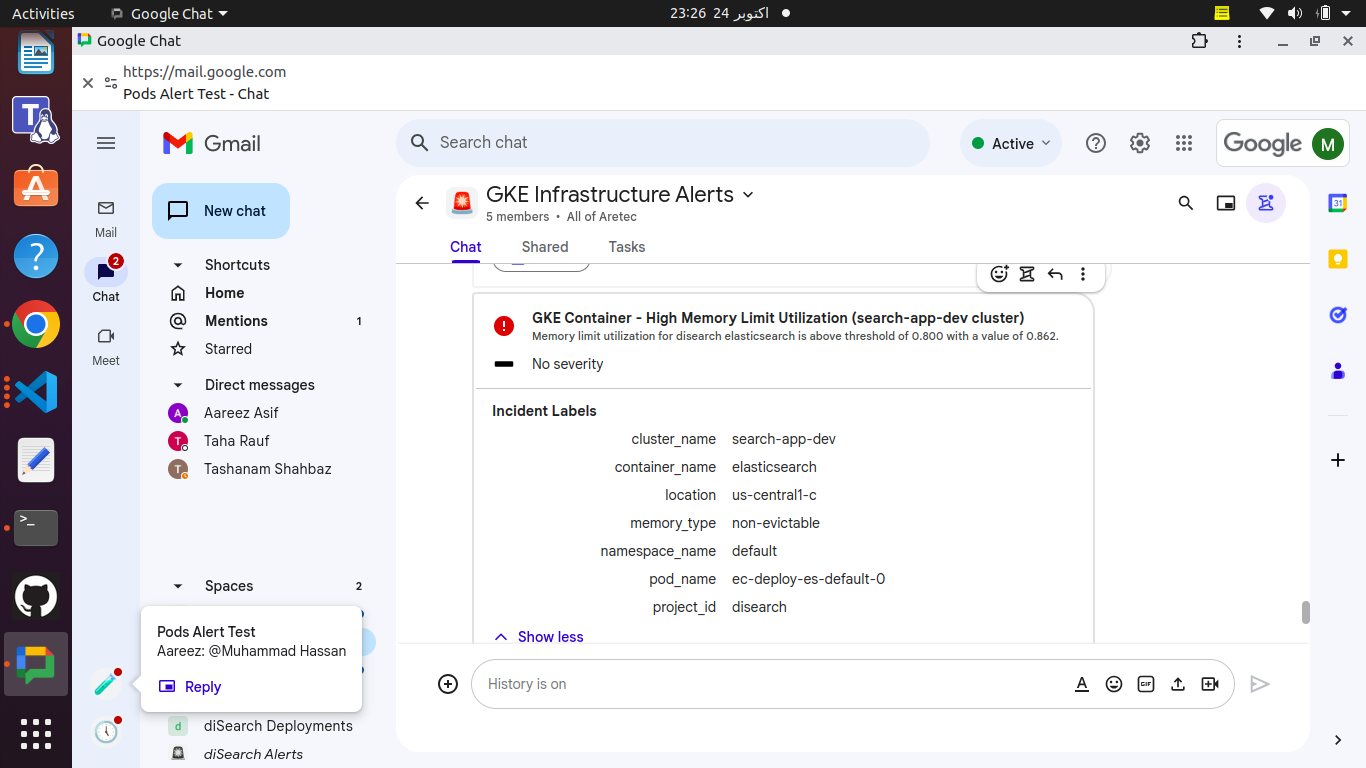 Activities
Google Chat
23:26 24 اکتوبر
Google Chat
https://mail.google.com
Pods Alert Test - Chat
Gmail
Search chat
Active
Google
M
New chat
Mail
2
Chat
Meet
Shortcuts
Home
Mentions 1
Starred
Direct messages
A Aareez Asif
T Taha Rauf
T Tashanam Shahbaz
Spaces 2
Pods Alert Test
Aareez: @Muhammad Hassan
Reply
d diSearch Deployments
diSearch Alerts
GKE Infrastructure Alerts
5 members • All of Aretec
Chat Shared Tasks
GKE Container - High Memory Limit Utilization (search-app-dev cluster)
Memory limit utilization for disearch elasticsearch is above threshold of 0.800 with a value of 0.862.
No severity
Incident Labels
cluster_name search-app-dev
container_name elasticsearch
location us-central1-c
memory_type non-evictable
namespace_name default
pod_name ec-deploy-es-default-0
project_id disearch
Show less
History is on
GIF
31